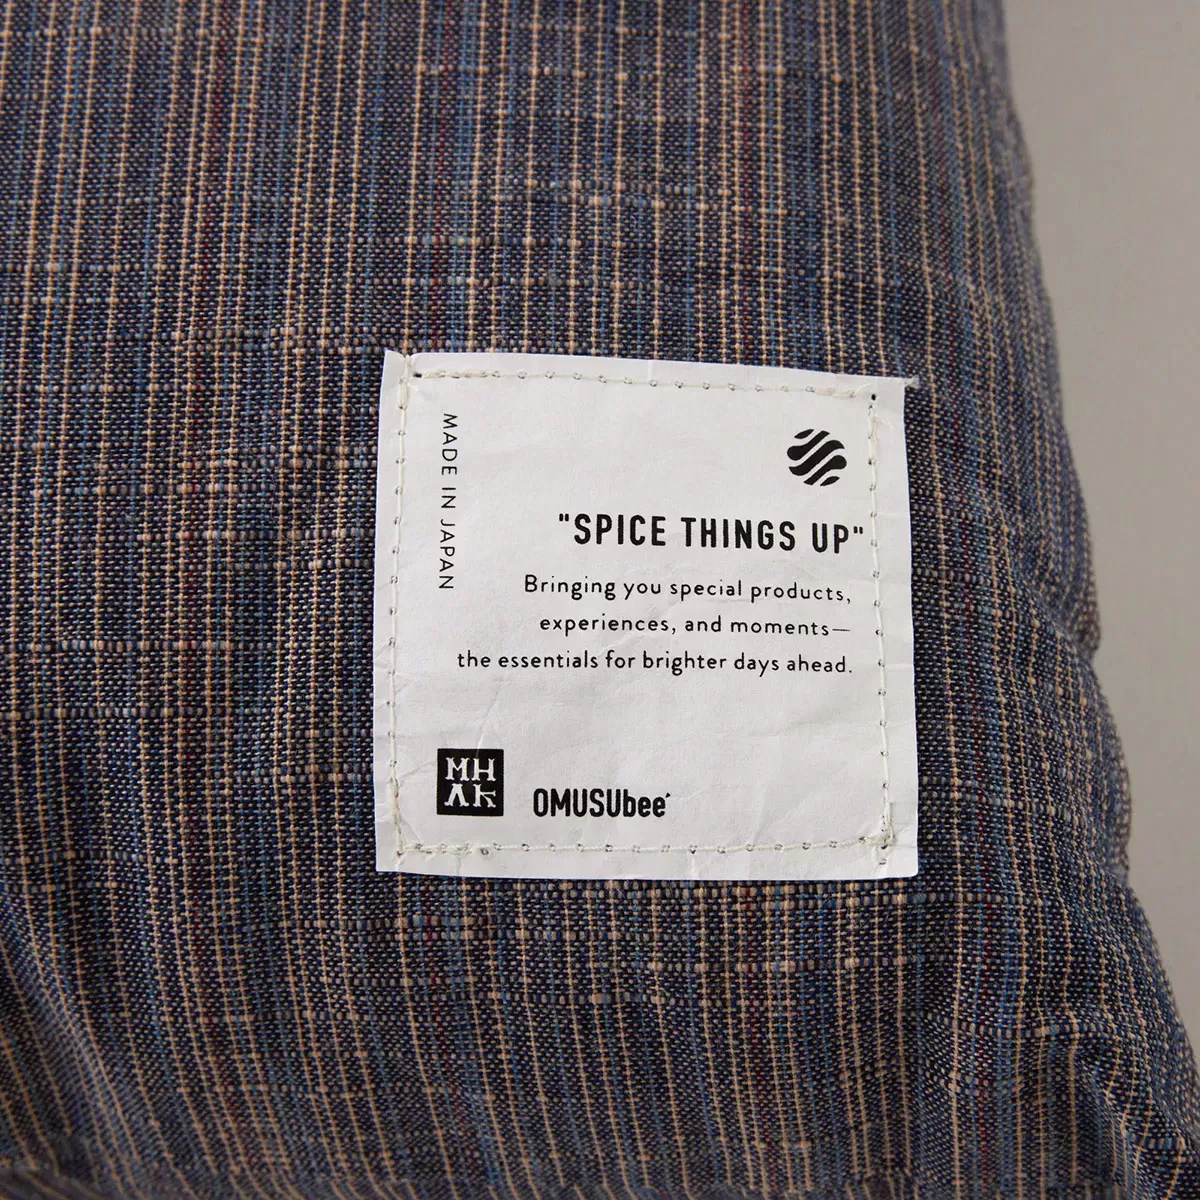 MADE IN JAPAN
"SPICE THINGS UP"
Bringing you special products,
experiences, and moments—
the essentials for brighter days ahead.
MH
AK
OMUSUbee